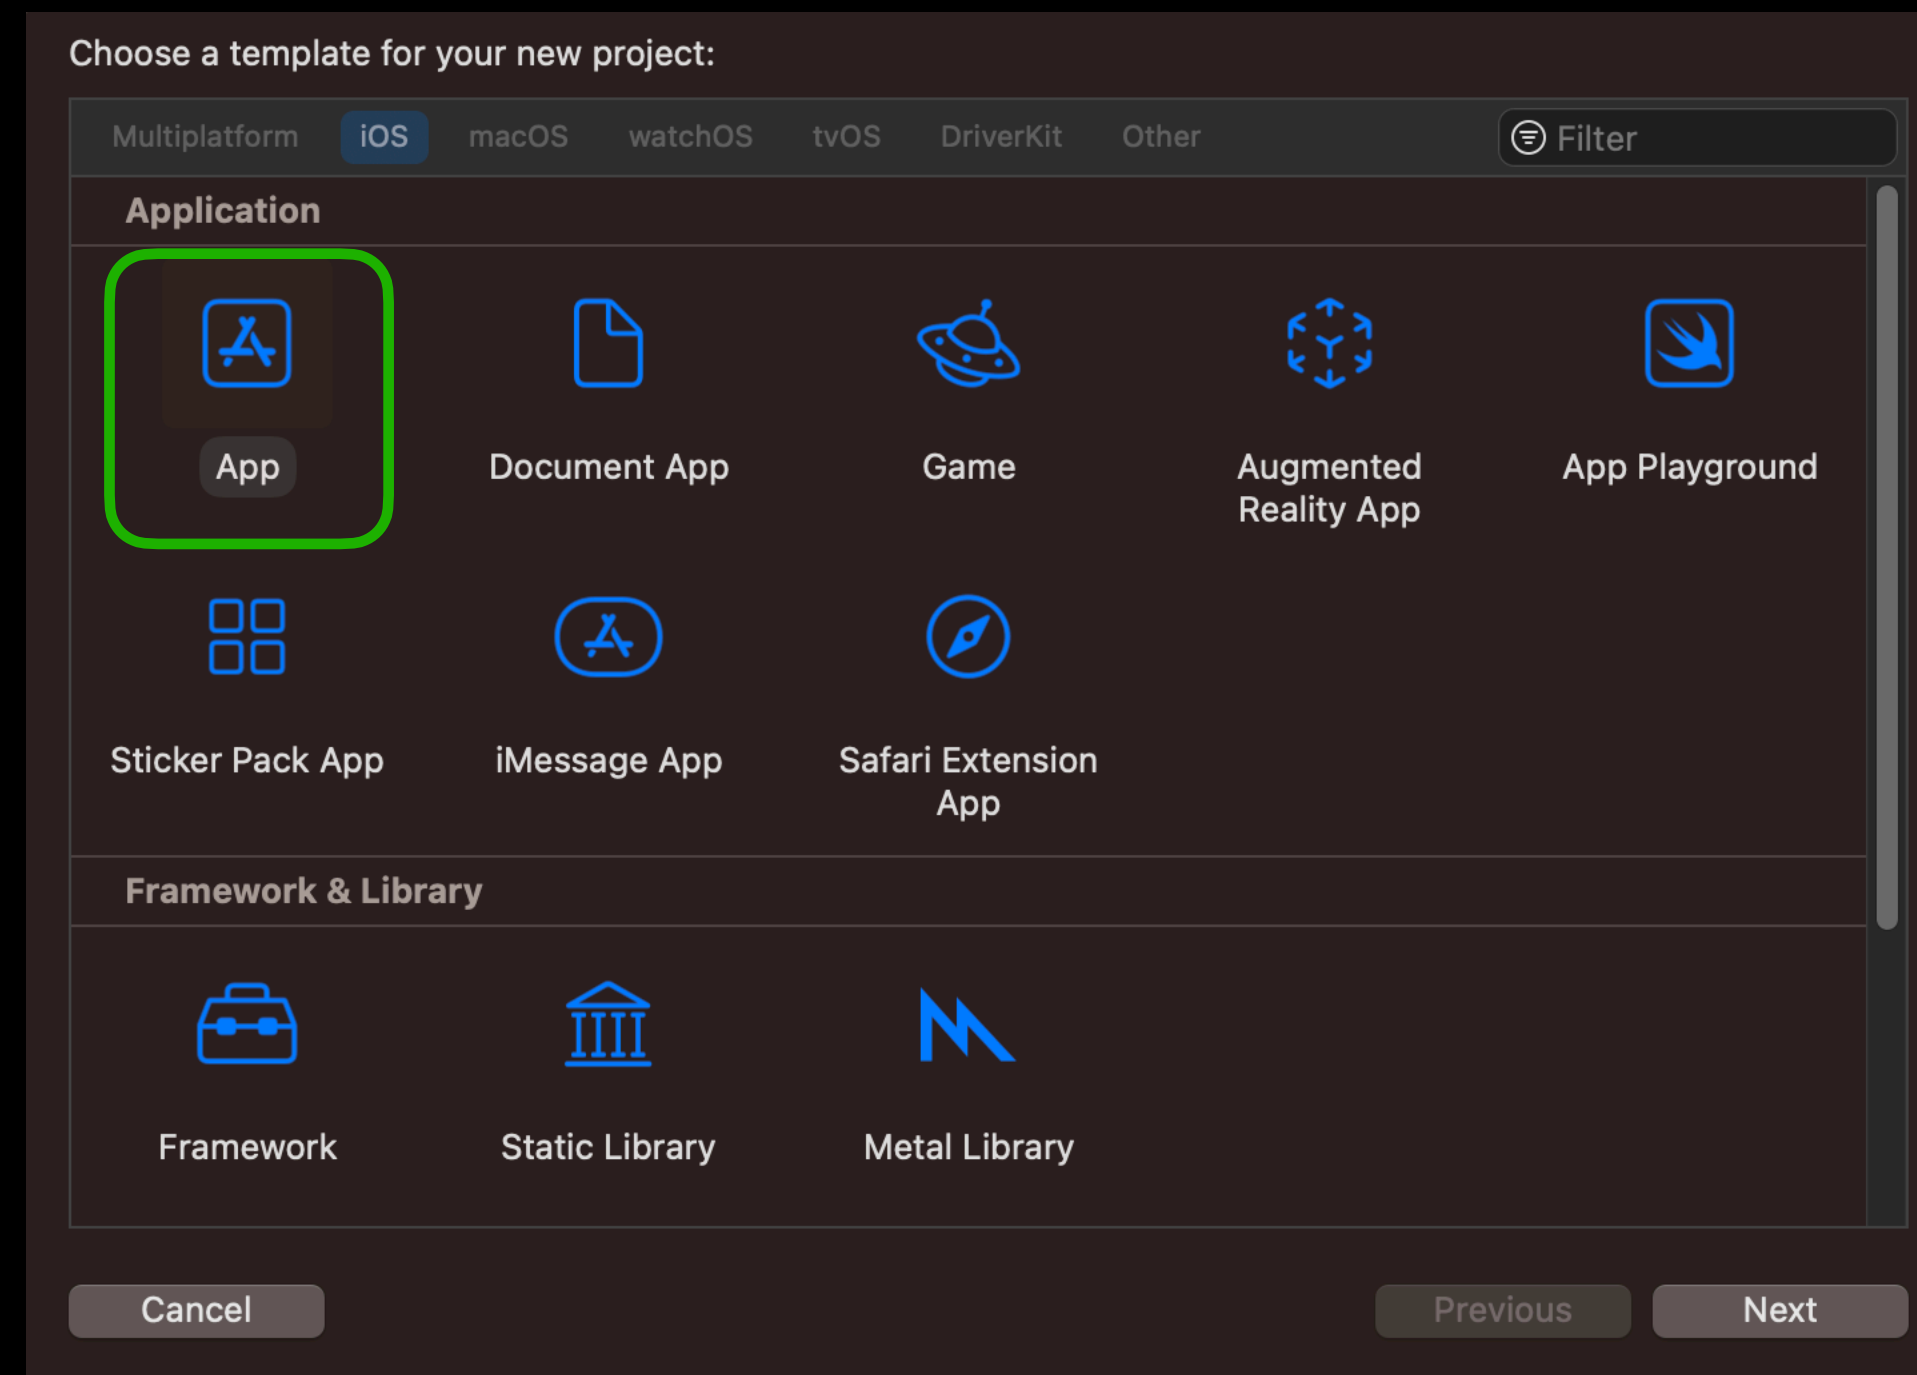 Choose a template for your new project:
Multiplatform iOS macOS watchOS tvOS DriverKit Other Filter
Application
App Document App Game Augmented Reality App App Playground
Sticker Pack App iMessage App Safari Extension App
Framework & Library
Framework Static Library Metal Library
Cancel Previous Next